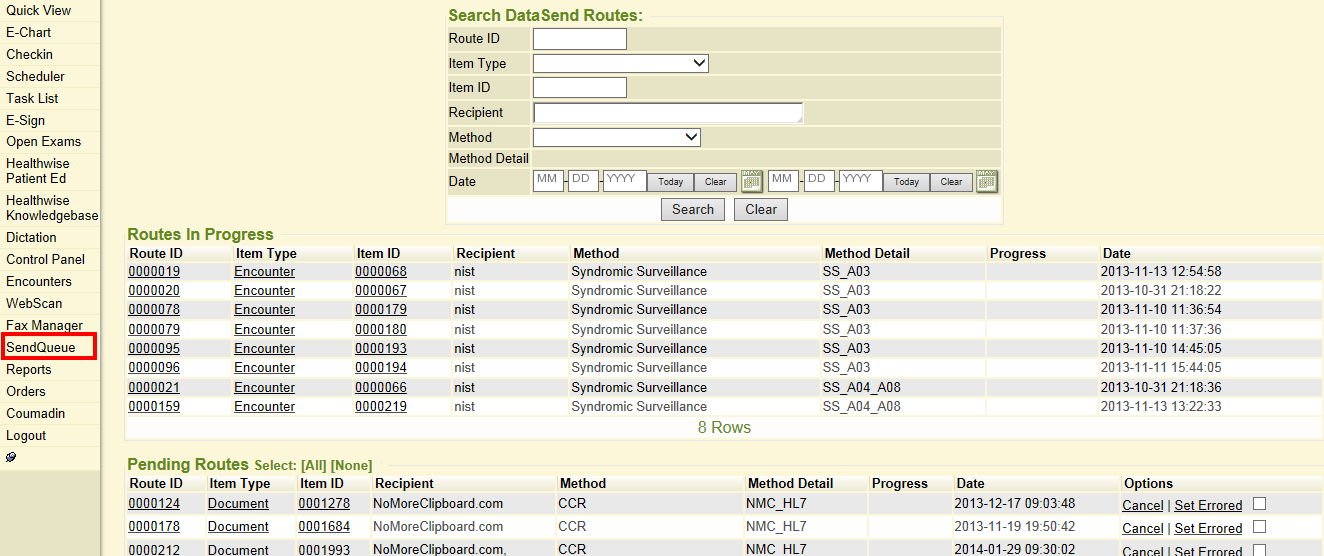 Quick View
E-Chart
Checkin
Scheduler
Task List
E-Sign
Open Exams
Healthwise
Patient Ed
Healthwise
Knowledgebase
Dictation
Control Panel
Encounters
WebScan
Fax Manager
SendQueue
Reports
Orders
Coumadin
Logout
Search DataSend Routes:
Route ID
Item Type
Item ID
Recipient
Method
Method Detail
Date MM - DD - YYYY Today Clear MM - DD - YYYY Today Clear
Search Clear
Routes In Progress
Route ID Item Type Item ID Recipient Method Method Detail Progress Date
0000019 Encounter 0000068 nist Syndromic Surveillance SS_A03 2013-11-13 12:54:58
0000020 Encounter 0000067 nist Syndromic Surveillance SS_A03 2013-10-31 21:18:22
0000078 Encounter 0000179 nist Syndromic Surveillance SS_A03 2013-11-10 11:36:54
0000079 Encounter 0000180 nist Syndromic Surveillance SS_A03 2013-11-10 11:37:36
0000095 Encounter 0000193 nist Syndromic Surveillance SS_A03 2013-11-10 14:45:05
0000096 Encounter 0000194 nist Syndromic Surveillance SS_A03 2013-11-11 15:44:05
0000021 Encounter 0000066 nist Syndromic Surveillance SS_A04_A08 2013-10-31 21:18:36
0000159 Encounter 0000219 nist Syndromic Surveillance SS_A04_A08 2013-11-13 13:22:33
8 Rows
Pending Routes Select: [All] [None]
Route ID Item Type Item ID Recipient Method Method Detail Progress Date Options
0000124 Document 0001278 NoMoreClipboard.com CCR NMC_HL7 2013-12-17 09:03:48 Cancel | Set Errored
0000178 Document 0001684 NoMoreClipboard.com CCR NMC_HL7 2013-11-19 19:50:42 Cancel | Set Errored
0000212 Document 0001993 NoMoreClipboard.com, CCR NMC_HL7 2014-01-29 09:30:02 Cancel | Set Errored